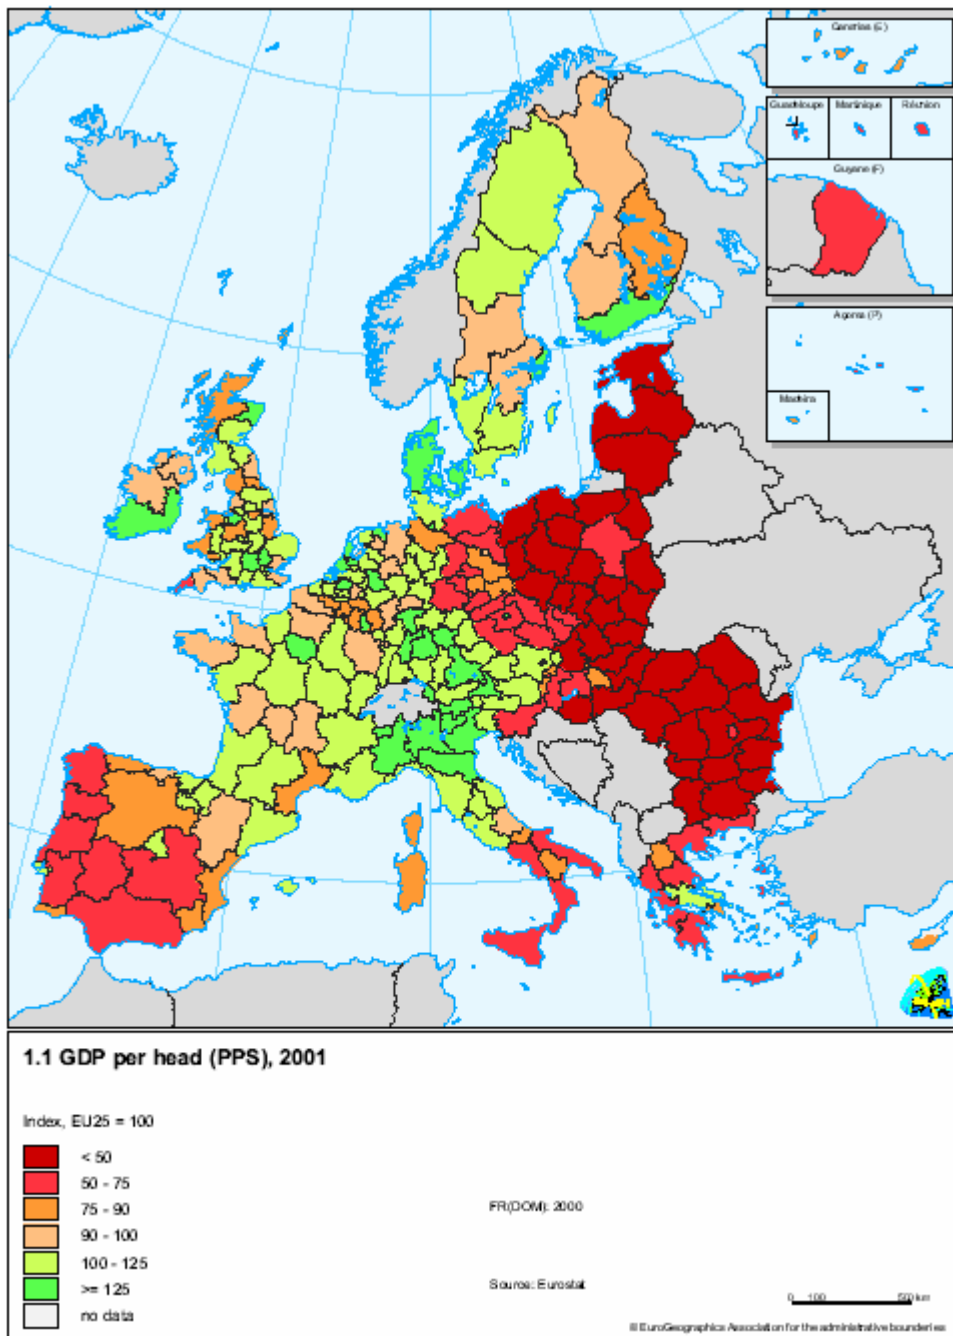 Canarias (E)
Guadeloupe Martinique Réunion
Guyane (F)
Açores (P)
Madeira
1.1 GDP per head (PPS), 2001
Index, EU25 = 100
< 50
50 - 75
75 - 90
90 - 100
100 - 125
>= 125
no data
FR(DOM): 2000
Source: Eurostat
0 100 500 km
© EuroGeographics Association for the administrative boundaries